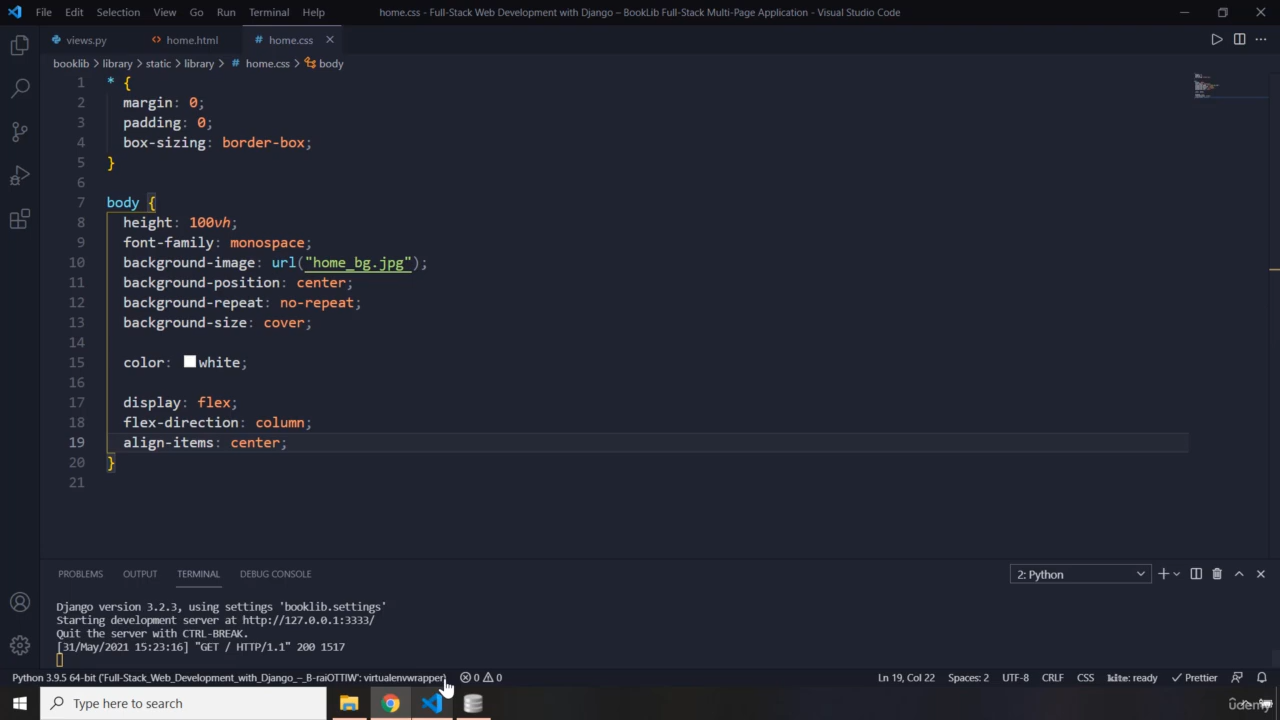 File Edit Selection View Go Run Terminal Help home.css - Full-Stack Web Development with Django – BookLib Full-Stack Multi-Page Application - Visual Studio Code
views.py home.html home.css
booklib > library > static > library > home.css > body
1 * {
2 margin: 0;
3 padding: 0;
4 box-sizing: border-box;
5 }
6
7 body {
8 height: 100vh;
9 font-family: monospace;
10 background-image: url("home_bg.jpg");
11 background-position: center;
12 background-repeat: no-repeat;
13 background-size: cover;
14
15 color: white;
16
17 display: flex;
18 flex-direction: column;
19 align-items: center;
20 }
21
PROBLEMS OUTPUT TERMINAL DEBUG CONSOLE 2: Python
Django version 3.2.3, using settings 'booklib.settings'
Starting development server at http://127.0.0.1:3333/
Quit the server with CTRL-BREAK.
[31/May/2021 15:23:16] "GET / HTTP/1.1" 200 1517
Python 3.9.5 64-bit ('Full-Stack_Web_Development_with_Django_–_B-raiOTTIW': virtualenvwrapper) 0 0 Ln 19, Col 22 Spaces: 2 UTF-8 CRLF CSS kite: ready Prettier
Type here to search